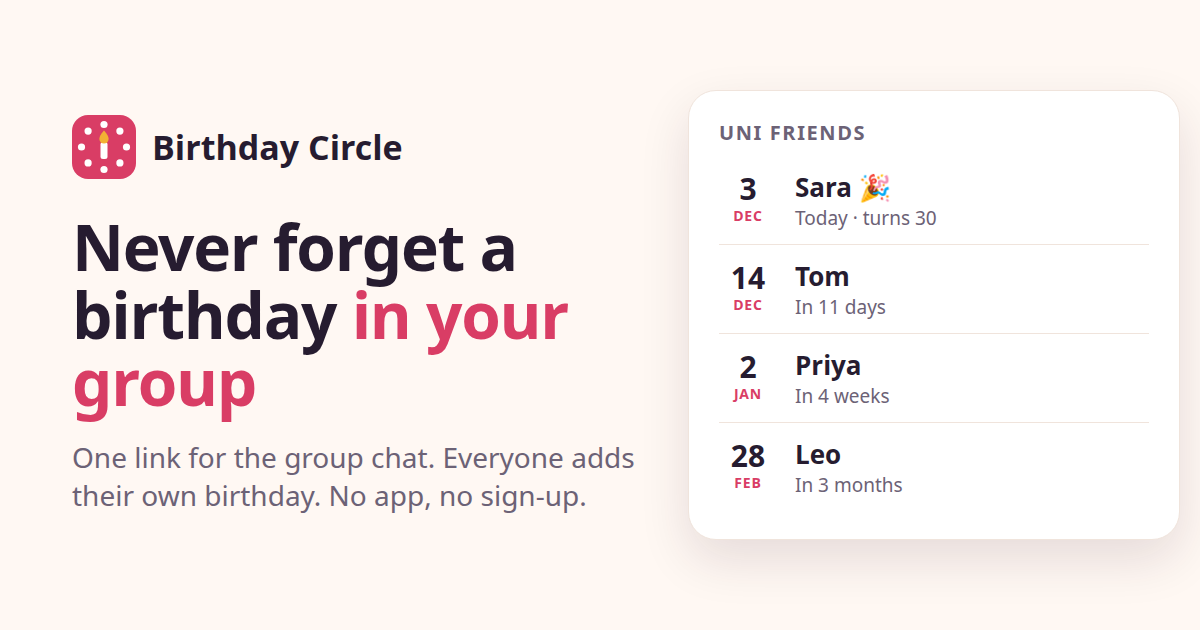 Birthday Circle
Never forget a
birthday in your
group
One link for the group chat. Everyone adds
their own birthday. No app, no sign-up.
UNI FRIENDS
3
DEC
Sara 🎉
Today · turns 30
14
DEC
Tom
In 11 days
2
JAN
Priya
In 4 weeks
28
FEB
Leo
In 3 months